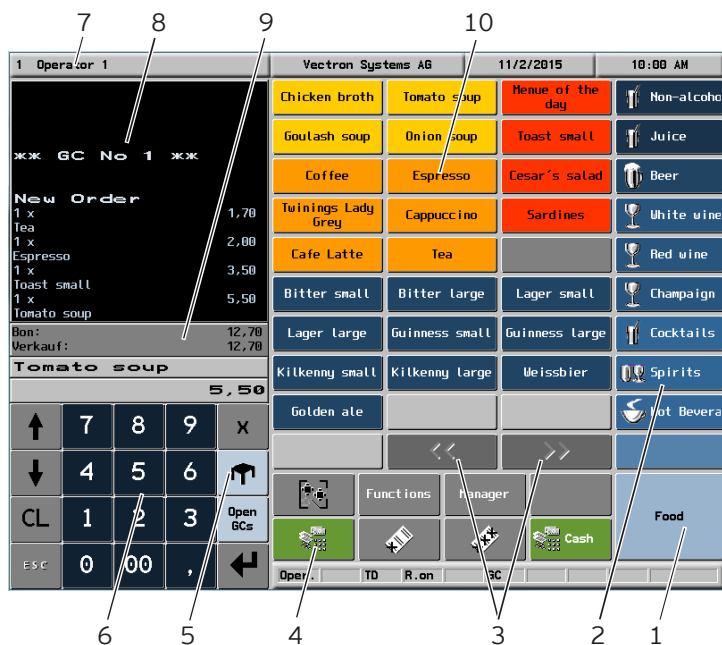 7
8
9
10
1 Operator 1
Vectron Systems AG
11/2/2015
10:00 AM
** GC No 1 **
New Order
1 x 1,70
Tea
1 x 2,00
Espresso
1 x 3,50
Toast small
1 x 5,50
Tomato soup
Bon: 12,70
Verkauf: 12,70
Tomato soup
5,50
7 8 9 x
4 5 6
CL 1 2 3 Open
GCs
ESC 0 00 ,
Chicken broth
Tomato soup
Menue of the
day
Non-alcoho
Goulash soup
Onion soup
Toast small
Juice
Coffee
Espresso
Cesar´s salad
Beer
Twinings Lady
Grey
Cappuccino
Sardines
White wine
Cafe Latte
Tea
Red wine
Bitter small
Bitter large
Lager small
Champaign
Lager large
Guinness small
Guinness large
Cocktails
Kilkenny small
Kilkenny large
Weissbier
Spirits
Golden ale
Hot Bevera
<<
>>
Functions
Manager
Food
Cash
Oper.
TD
R.on
GC
6
5
4
3
2
1